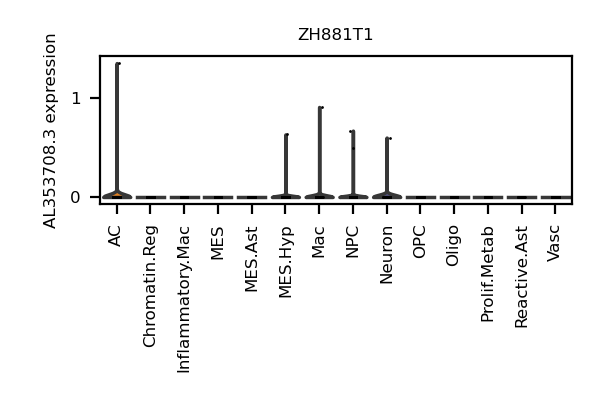 ZH881T1
AL353708.3 expression
1
0
AC
Chromatin.Reg
Inflammatory.Mac
MES
MES.Ast
MES.Hyp
Mac
NPC
Neuron
OPC
Oligo
Prolif.Metab
Reactive.Ast
Vasc